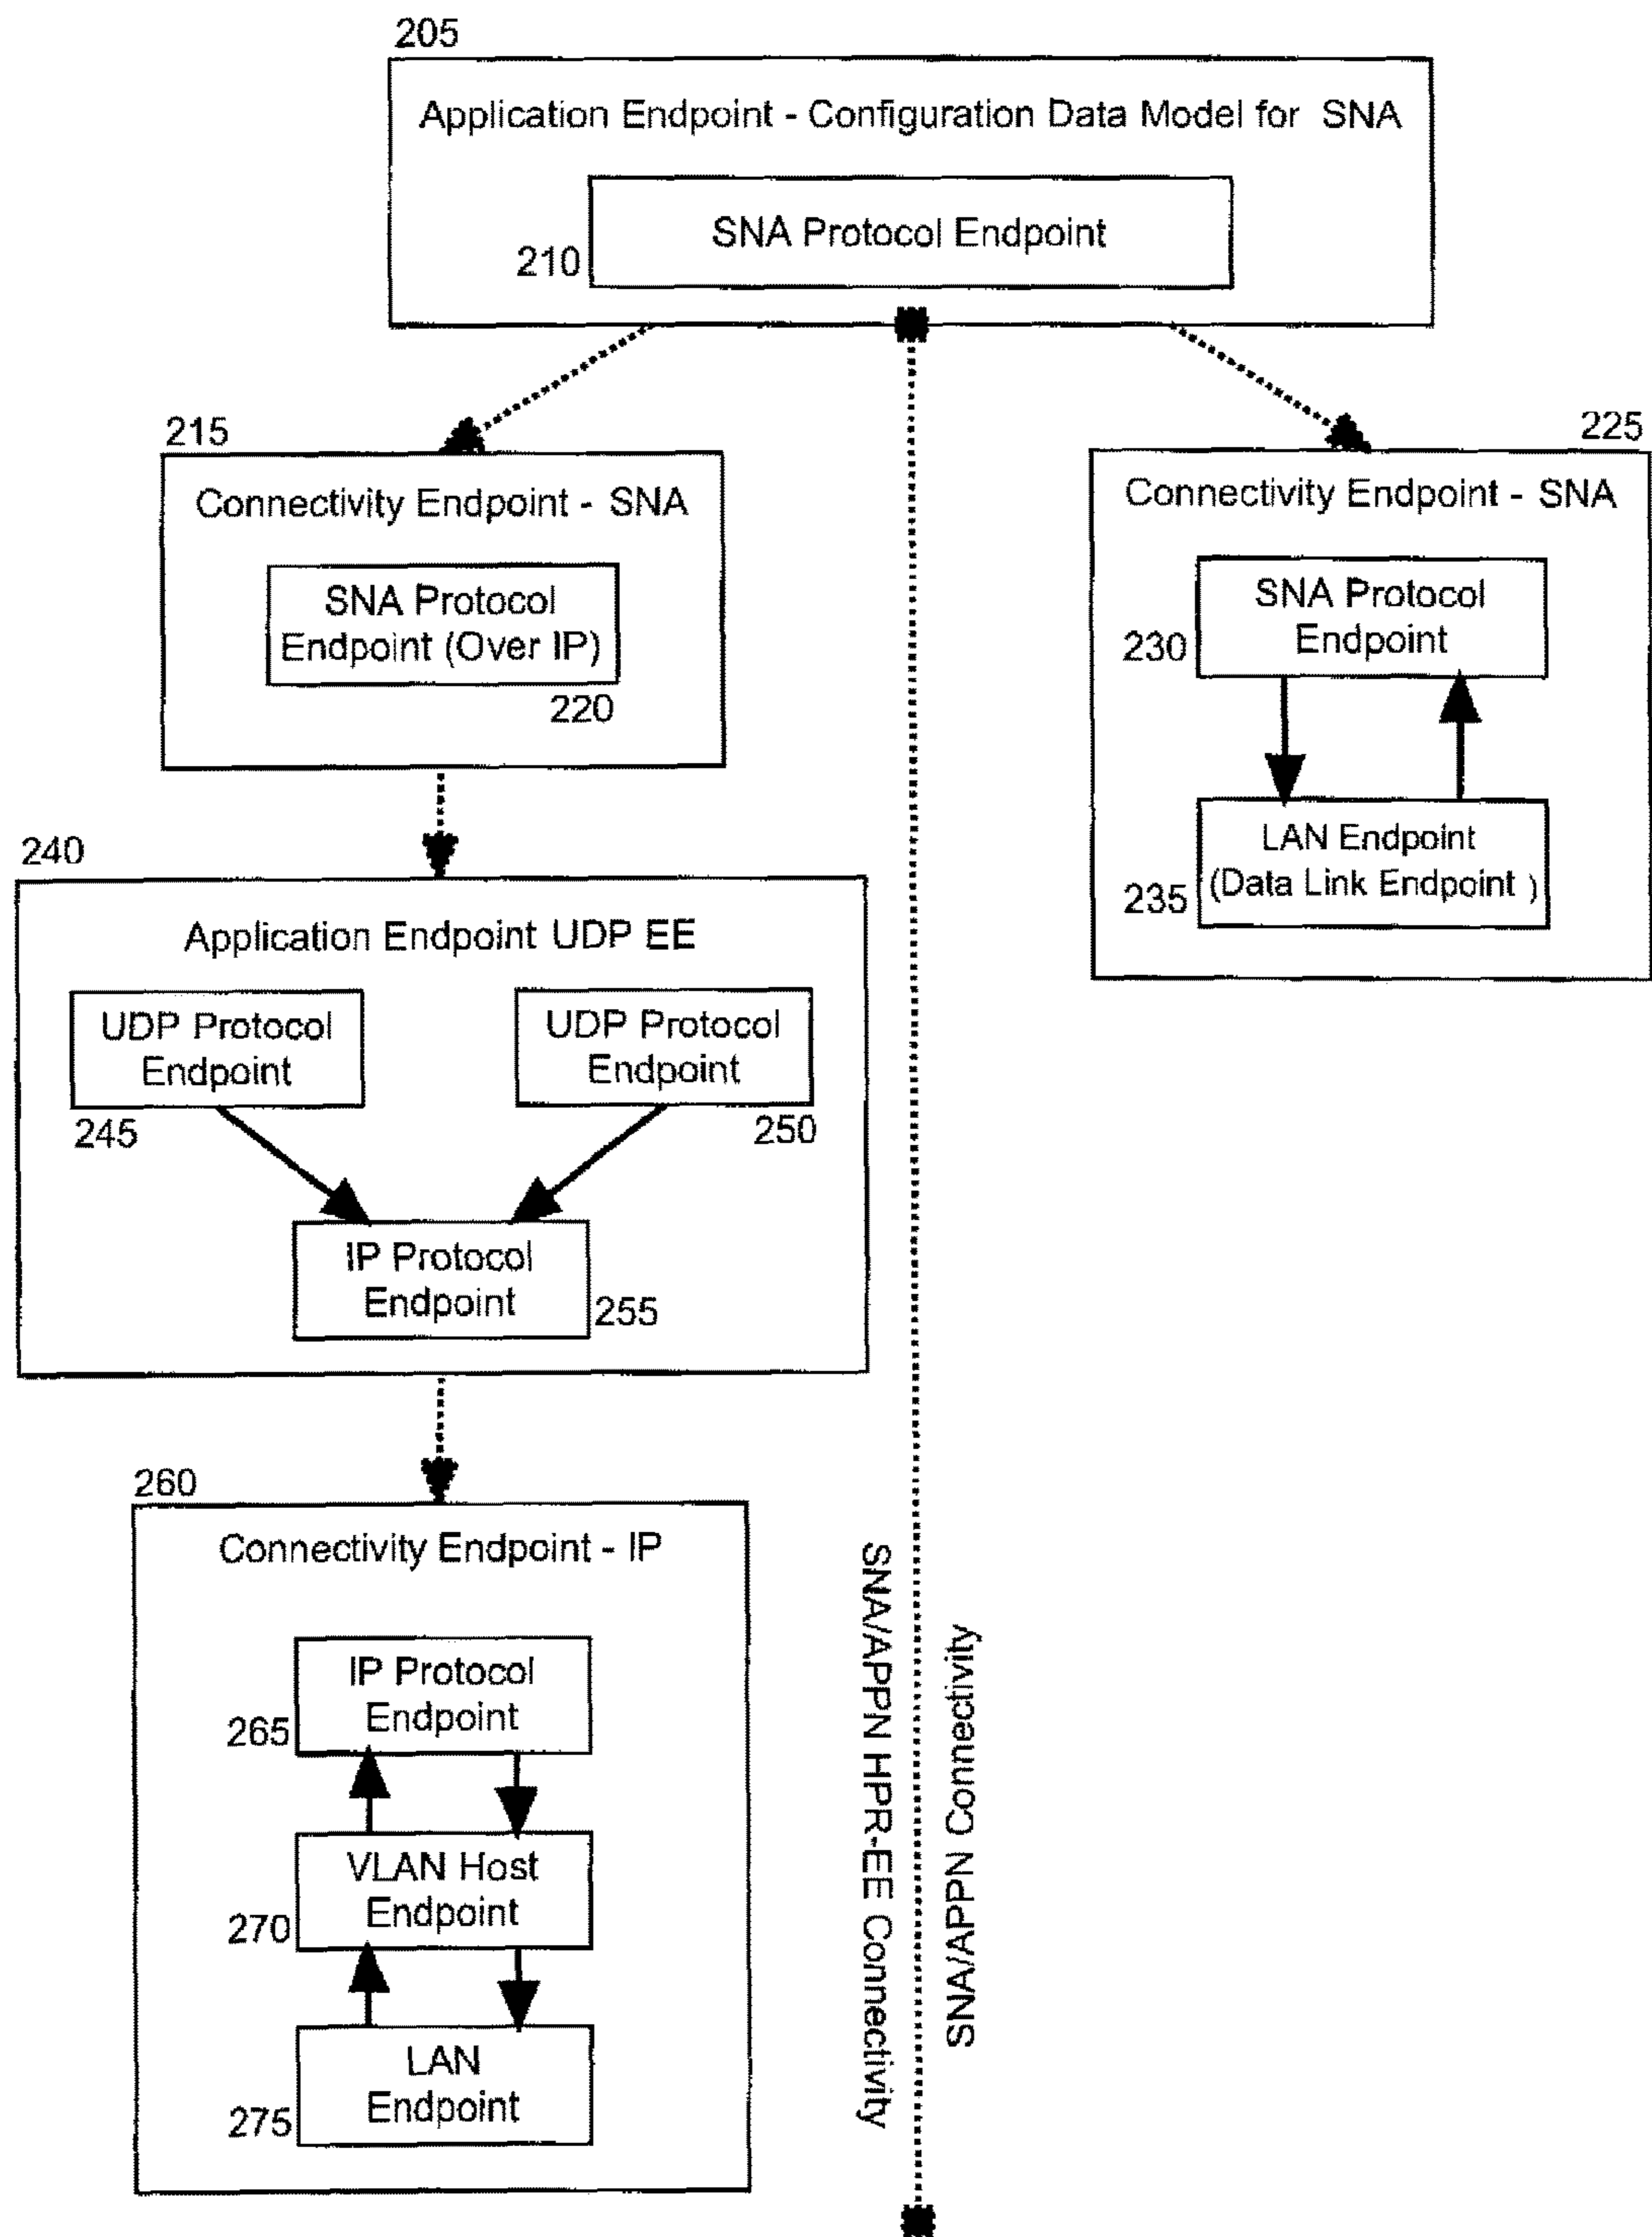 205
Application Endpoint - Configuration Data Model for SNA
SNA Protocol Endpoint
210
215
Connectivity Endpoint - SNA
SNA Protocol
Endpoint (Over IP)
220
225
Connectivity Endpoint - SNA
SNA Protocol
Endpoint
230
LAN Endpoint
(Data Link Endpoint )
235
240
Application Endpoint UDP EE
UDP Protocol
Endpoint
245
UDP Protocol
Endpoint
250
IP Protocol
Endpoint
255
260
Connectivity Endpoint - IP
IP Protocol
Endpoint
265
VLAN Host
Endpoint
270
LAN
Endpoint
275
SNA/APPN HPR-EE Connectivity
SNA/APPN Connectivity